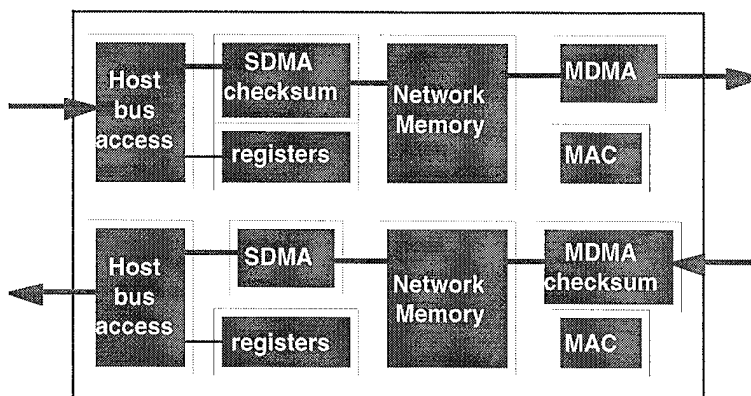 Host
bus
access
SDMA
checksum
registers
Network
Memory
MDMA
MAC
Host
bus
access
SDMA
registers
Network
Memory
MDMA
checksum
MAC